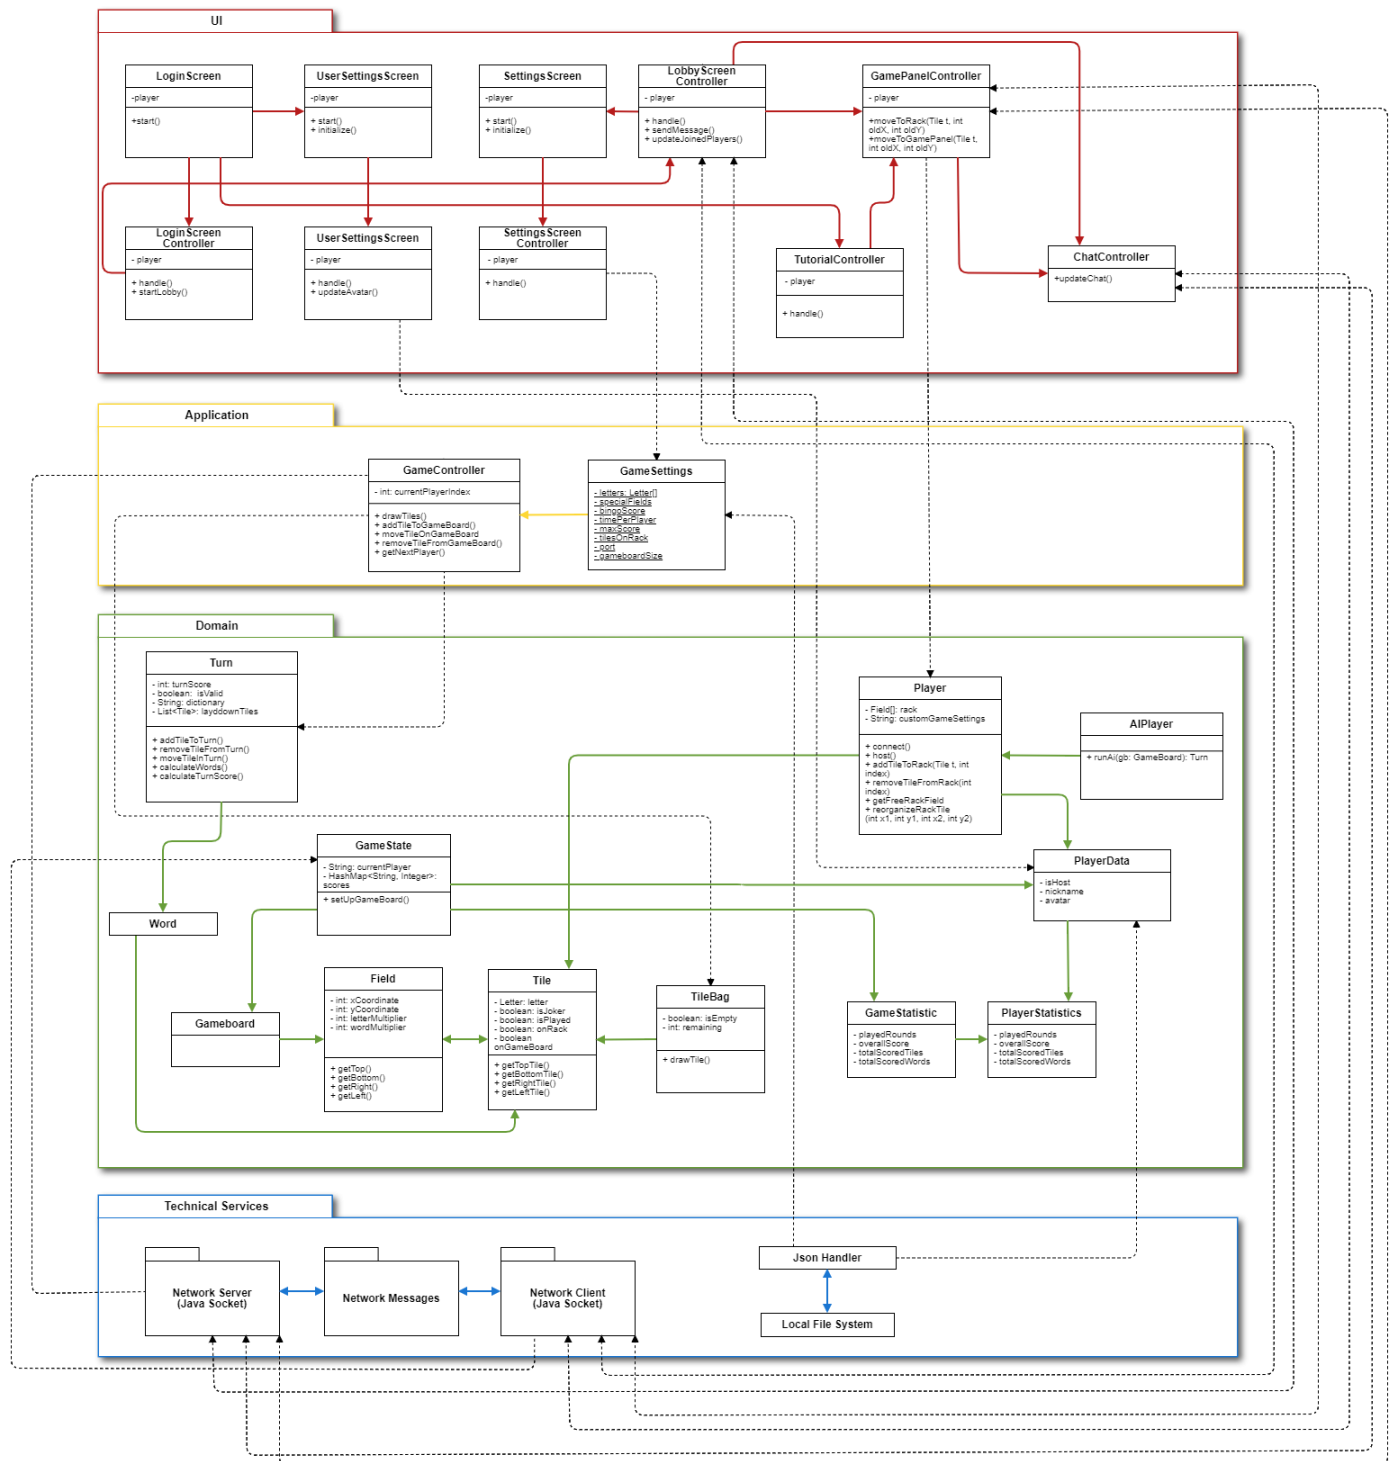 UI
LoginScreen
-player
+start()
UserSettingsScreen
-player
+ start()
+ initialize()
SettingsScreen
-player
+ start()
+ initialize()
LobbyScreen
Controller
- player
+ handle()
+ sendMessage()
+ updateJoinedPlayers()
GamePanelController
- player
+moveToRack(Tile t, int
oldX, int oldY)
+moveToGamePanel(Tile t,
int oldX, int oldY)
LoginScreen
Controller
- player
+ handle()
+ startLobby()
UserSettingsScreen
- player
+ handle()
+ updateAvatar()
SettingsScreen
Controller
- player
+ handle()
TutorialController
- player
+ handle()
ChatController
+updateChat()
Application
GameController
- int: currentPlayerIndex
+ drawTiles()
+ addTileToGameBoard()
+ moveTileOnGameBoard
+ removeTileFromGameBoard()
+ getNextPlayer()
GameSettings
- letters: Letter[]
- specialFields
- bingoScore
- timePerPlayer
- maxScore
- tilesOnRack
- port
- gameboardSize
Domain
Turn
- int: turnScore
- boolean:  isValid
- String: dictionary
- List<Tile>: layddownTiles
+ addTileToTurn()
+ removeTileFromTurn()
+ moveTileInTurn()
+ calculateWords()
+ calculateTurnScore()
Player
- Field[]: rack
- String: customGameSettings
+ connect()
+ host()
+ addTileToRack(Tile t, int
index)
+ removeTileFromRack(int
index)
+ getFreeRackField
+ reorganizeRackTile
(int x1, int y1, int x2, int y2)
AIPlayer
+ runAi(gb: GameBoard): Turn
GameState
- String: currentPlayer
- HashMap<String, Integer>:
scores
+ setUpGameBoard()
PlayerData
- isHost
- nickname
- avatar
Word
Gameboard
Field
- int: xCoordinate
- int: yCoordinate
- int: letterMultiplier
- int: wordMultiplier
+ getTop()
+ getBottom()
+ getRight()
+ getLeft()
Tile
- Letter: letter
- boolean: isJoker
- boolean: isPlayed
- boolean: onRack
- boolean
onGameBoard
+ getTopTile()
+ getBottomTile()
+ getRightTile()
+ getLeftTile()
TileBag
- boolean: isEmpty
- int: remaining
+ drawTile()
GameStatistic
- playedRounds
- overallScore
- totalScoredTiles
- totalScoredWords
PlayerStatistics
- playedRounds
- overallScore
- totalScoredTiles
- totalScoredWords
Technical Services
Network Server
(Java Socket)
Network Messages
Network Client
(Java Socket)
Json Handler
Local File System